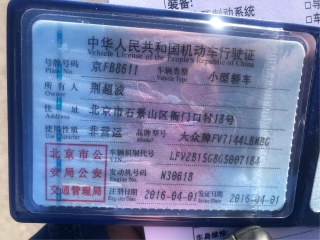 中华人民共和国机动车行驶证
Vehicle License of the People's Republic of China
号牌号码 京FB8611 车辆类型 小型轿车
Plate No. Vehicle Type
所有人 荆超波
Owner
住址 北京市石景山区衙门口村18号
Address
使用性质 非营运 品牌型号 大众牌FV7144LBMBG
Use Character Model
北京市公 车辆识别代号 LFV2B15G8G5007184
VIN
安局公安 发动机号码 N30618
Engine No.
交通管理局 注册日期 2016-04-01 发证日期 2016-04-01
Register Date Issue Date